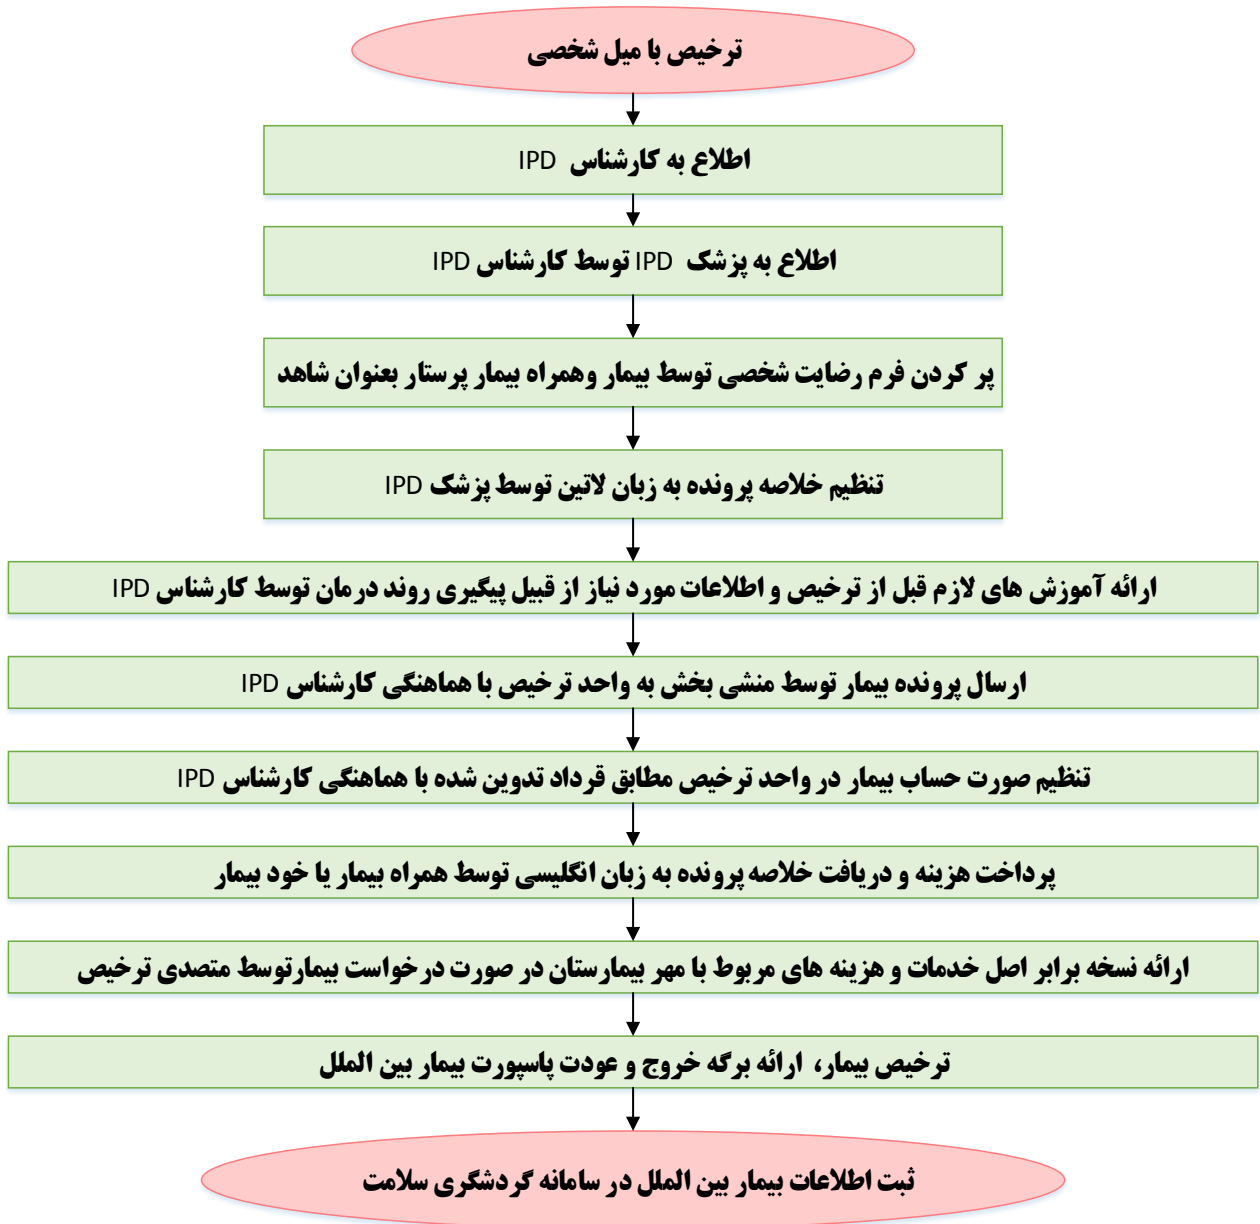 ترخیص با میل شخصی
اطلاع به کارشناس IPD
اطلاع به پزشک IPD توسط کارشناس IPD
پر کردن فرم رضایت شخصی توسط بیمار وهمراه بیمار پرستار بعنوان شاهد
تنظیم خلاصه پرونده به زبان لاتین توسط پزشک IPD
ارائه آموزش های لازم قبل از ترخیص و اطلاعات مورد نیاز از قبیل پیگیری روند درمان توسط کارشناس IPD
ارسال پرونده بیمار توسط منشی بخش به واحد ترخیص با هماهنگی کارشناس IPD
تنظیم صورت حساب بیمار در واحد ترخیص مطابق قرداد تدوین شده با هماهنگی کارشناس IPD
پرداخت هزینه و دریافت خلاصه پرونده به زبان انگلیسی توسط همراه بیمار یا خود بیمار
ارائه نسخه برابر اصل خدمات و هزینه های مربوط با مهر بیمارستان در صورت درخواست بیمارتوسط متصدی ترخیص
ترخیص بیمار، ارائه برگه خروج و عودت پاسپورت بیمار بین الملل
ثبت اطلاعات بیمار بین الملل در سامانه گردشگری سلامت